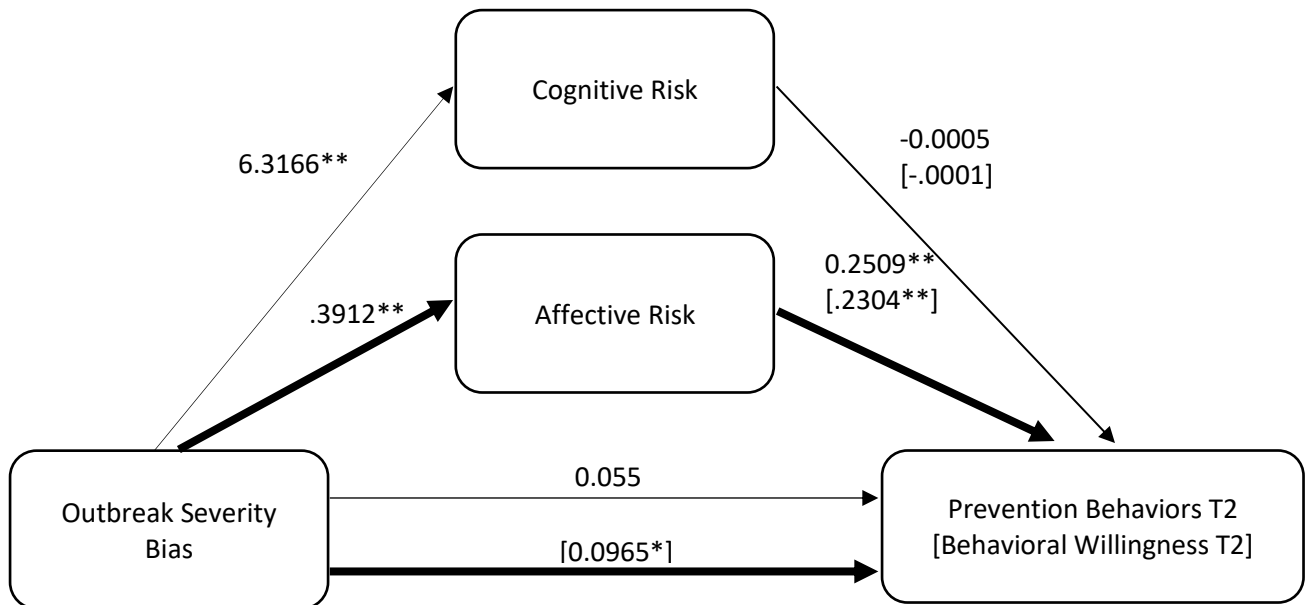 Cognitive Risk
-0.0005
[-.0001]
6.3166**
0.2509**
[.2304**]
.3912**
Affective Risk
0.055
Outbreak Severity
Bias
Prevention Behaviors T2
[Behavioral Willingness T2]
[0.0965*]